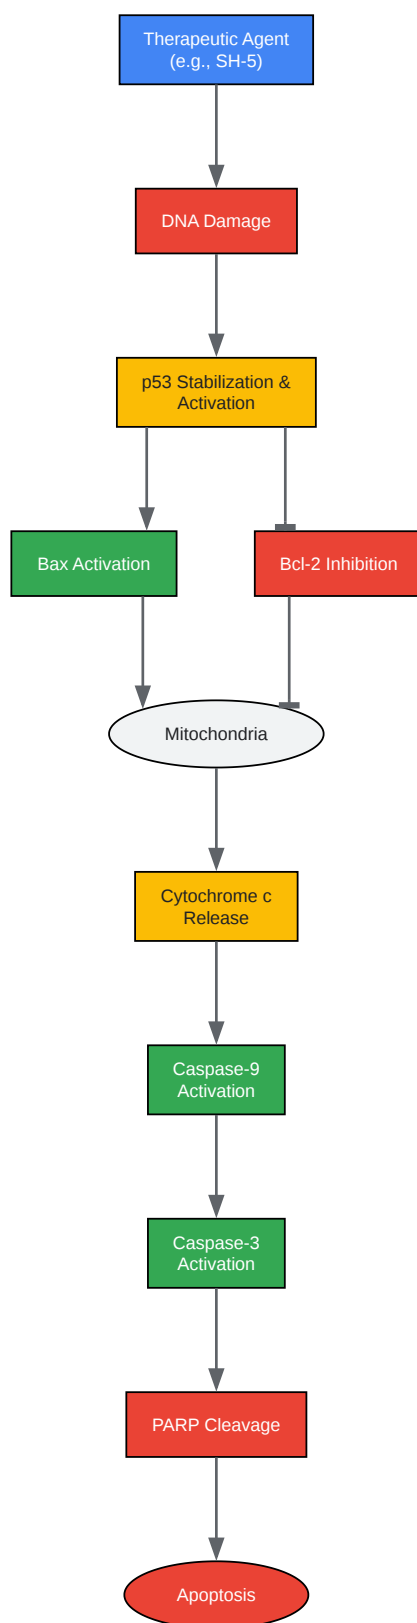 Therapeutic Agent
(e.g., SH-5)
DNA Damage
p53 Stabilization &
Activation
Bax Activation
Bcl-2 Inhibition
Mitochondria
Cytochrome c
Release
Caspase-9
Activation
Caspase-3
Activation
PARP Cleavage
Apoptosis